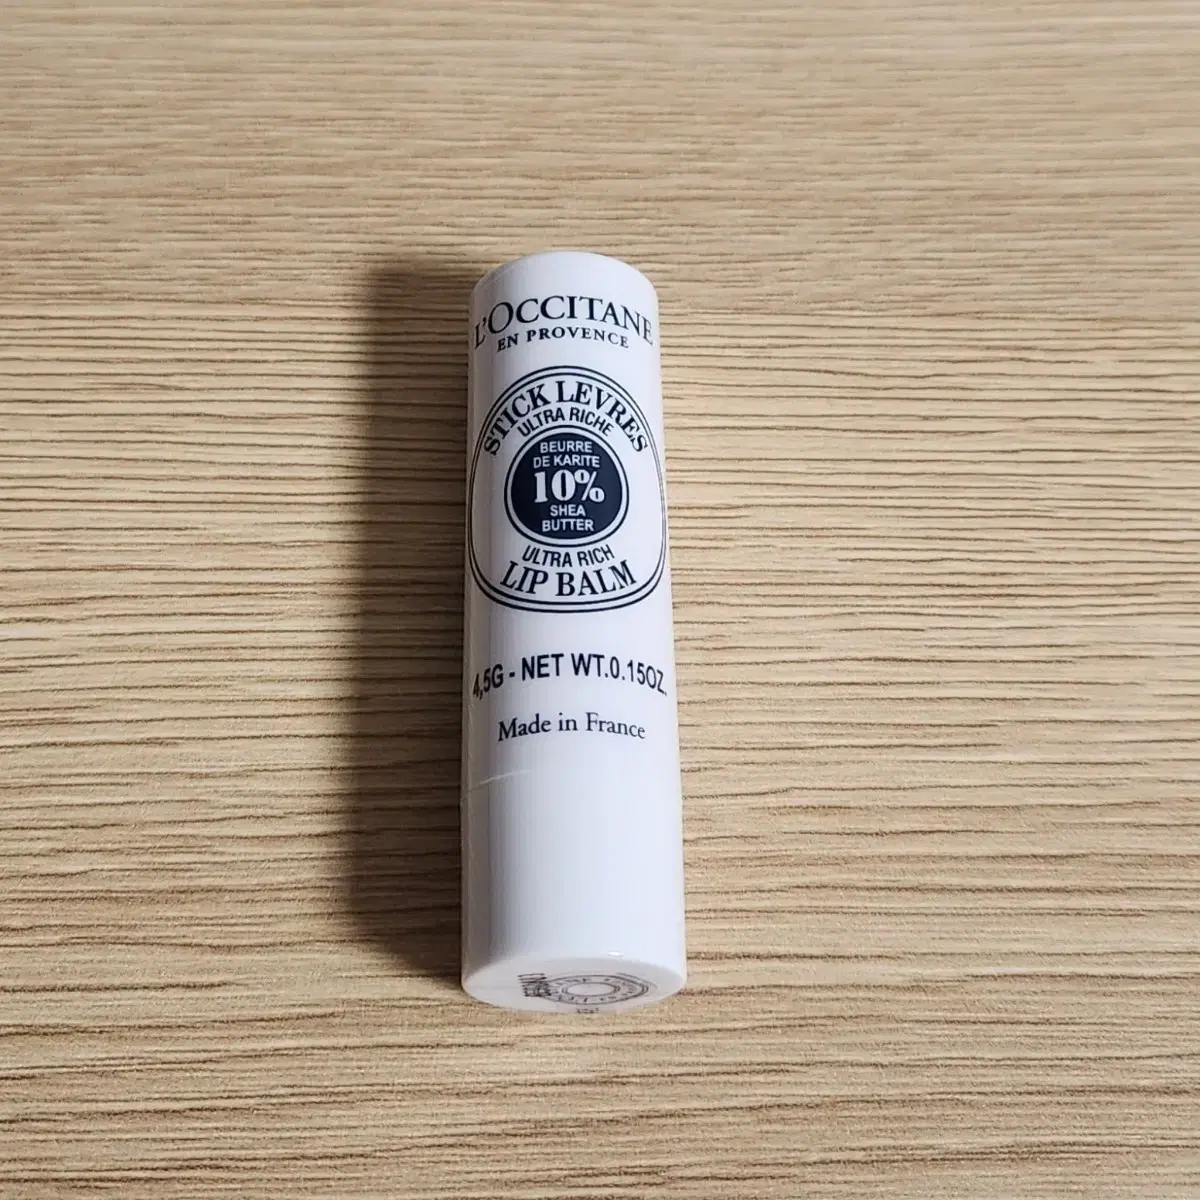 L'OCCITANE
EN PROVENCE
STICK LEVRES
ULTRA RICHE
BEURRE
DE KARITE
10%
SHEA
BUTTER
ULTRA RICH
LIP BALM
4,5G - NET WT.0.15OZ.
Made in France